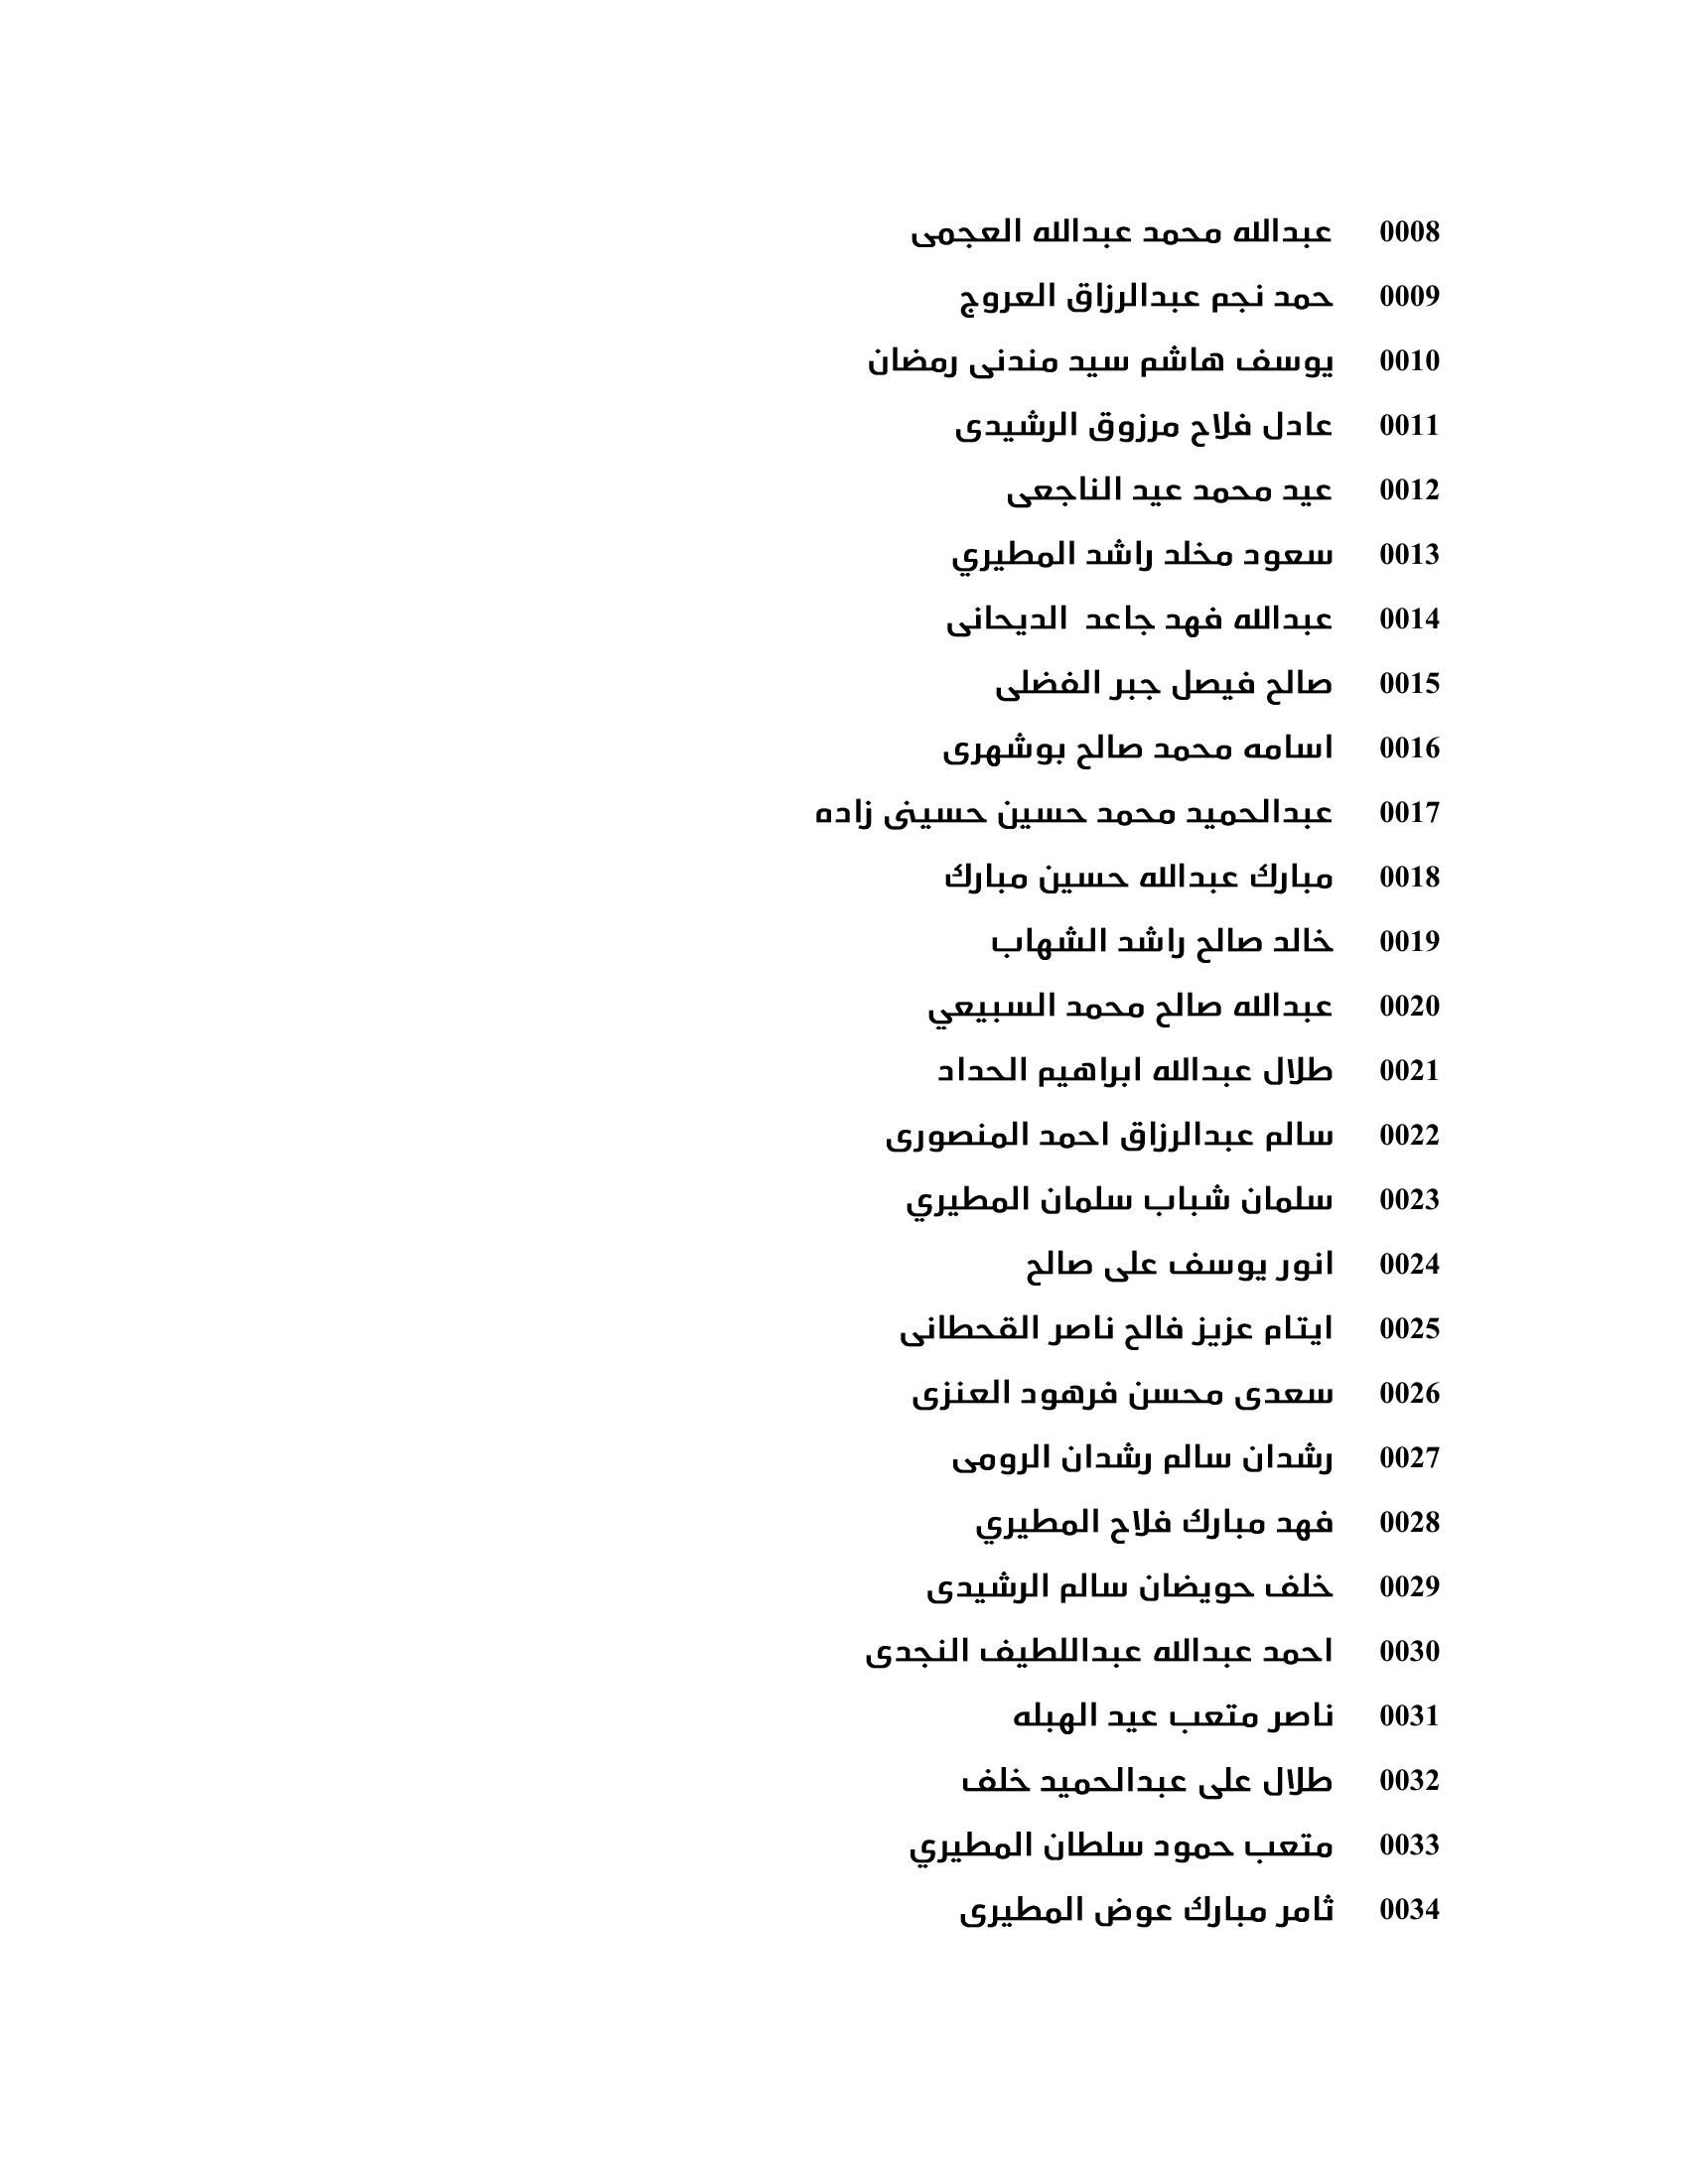 0008 عبدالله محمد عبدالله العجمى
0009 حمد نجم عبدالرزاق العروج
0010 يوسف هاشم سيد مندنى رمضان
0011 عادل فلاح مرزوق الرشيدى
0012 عيد محمد عيد الناجعى
0013 سعود مخلد راشد المطيري
0014 عبدالله فهد جاعد الديحانى
0015 صالح فيصل جبر الفضلى
0016 اسامه محمد صالح بوشهرى
0017 عبدالحميد محمد حسين حسينى زاده
0018 مبارك عبدالله حسين مبارك
0019 خالد صالح راشد الشهاب
0020 عبدالله صالح محمد السبيعي
0021 طلال عبدالله ابراهيم الحداد
0022 سالم عبدالرزاق احمد المنصورى
0023 سلمان شباب سلمان المطيري
0024 انور يوسف على صالح
0025 ايتام عزيز فالح ناصر القحطانى
0026 سعدى محسن فرهود العنزى
0027 رشدان سالم رشدان الرومى
0028 فهد مبارك فلاح المطيري
0029 خلف حويضان سالم الرشيدى
0030 احمد عبدالله عبداللطيف النجدى
0031 ناصر متعب عيد الهبله
0032 طلال على عبدالحميد خلف
0033 متعب حمود سلطان المطيري
0034 ثامر مبارك عوض المطيرى